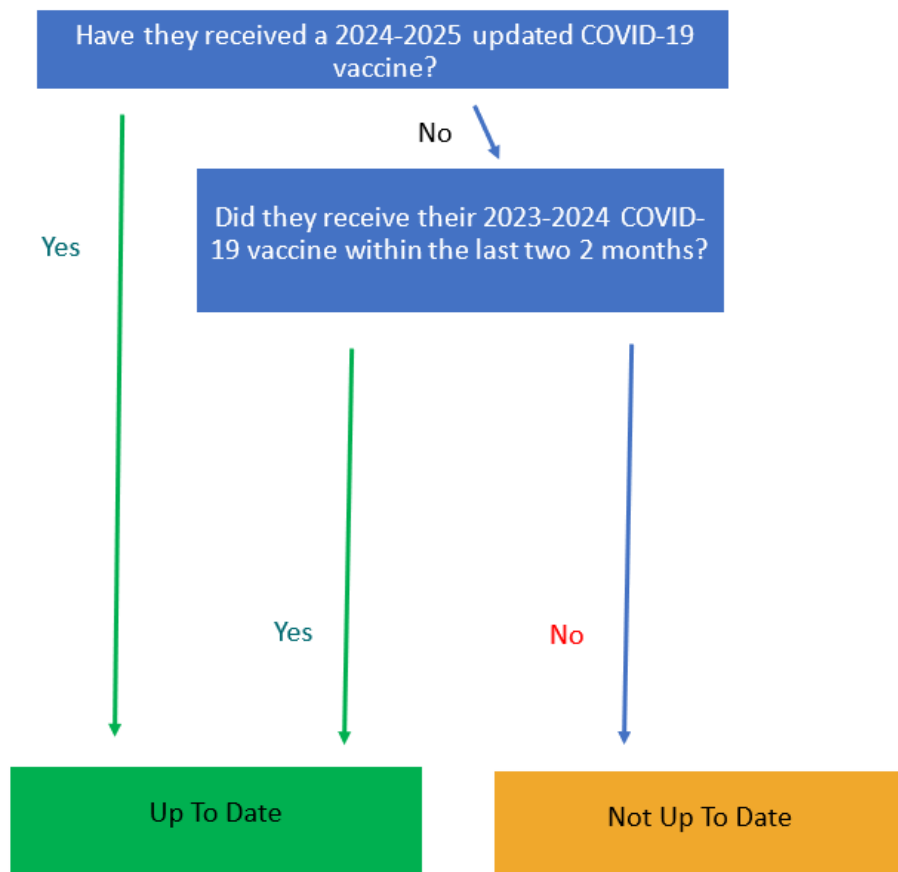 Have they received a 2024-2025 updated COVID-19
vaccine?
No
Did they receive their 2023-2024 COVID-
19 vaccine within the last two 2 months?
Yes
Yes
No
Up To Date
Not Up To Date